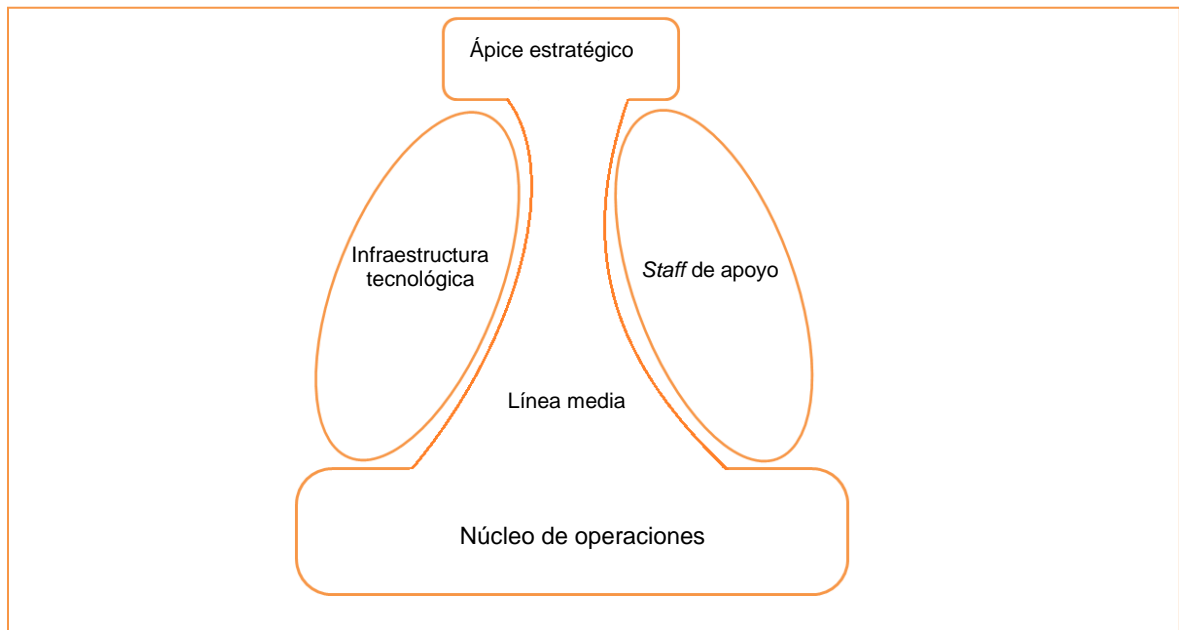 Ápice estratégico
Infraestructura
tecnológica
Staff de apoyo
Línea media
Núcleo de operaciones